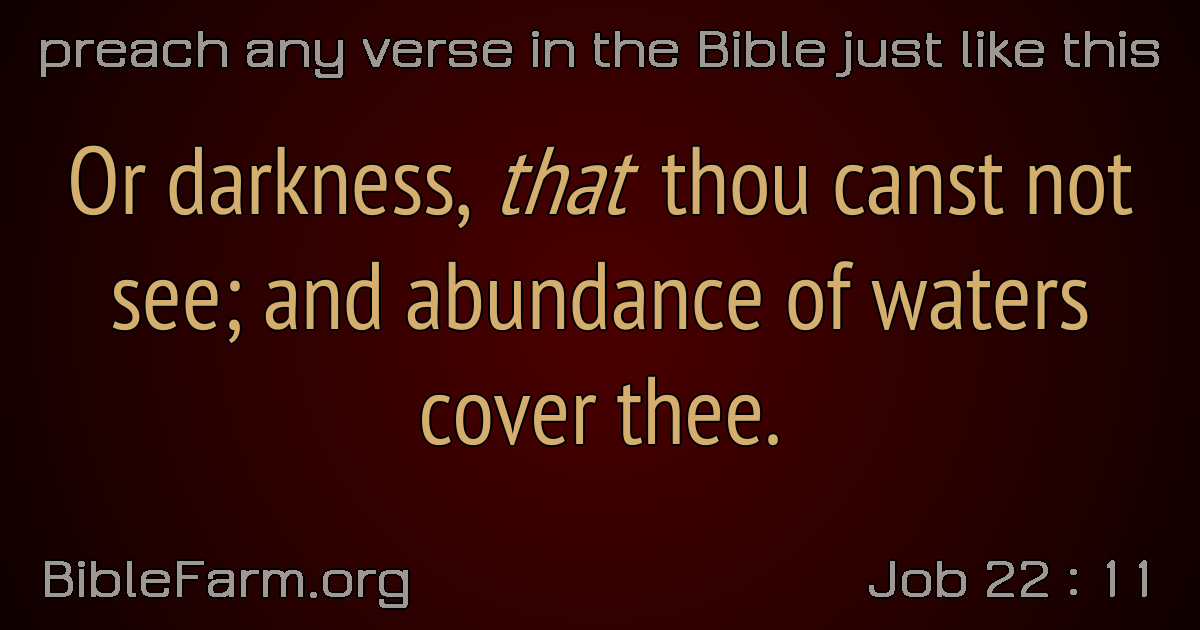 preach any verse in the Bible just like this
Or darkness, that thou canst not
see; and abundance of waters
cover thee.
BibleFarm.org
Job 22 : 11